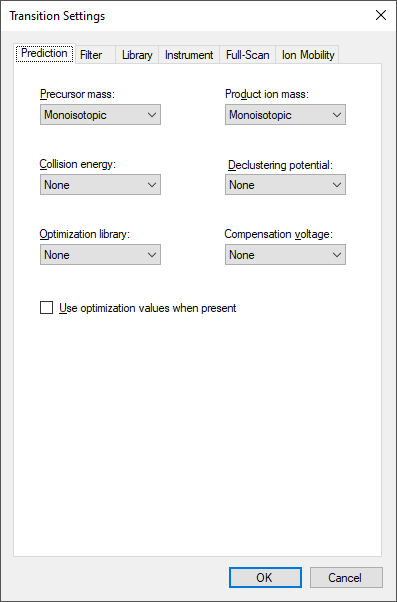 Transition Settings
Prediction Filter Library Instrument Full-Scan Ion Mobility
Precursor mass: Product ion mass:
Monoisotopic Monoisotopic
Collision energy: Declustering potential:
None None
Optimization library: Compensation voltage:
None None
Use optimization values when present
OK Cancel